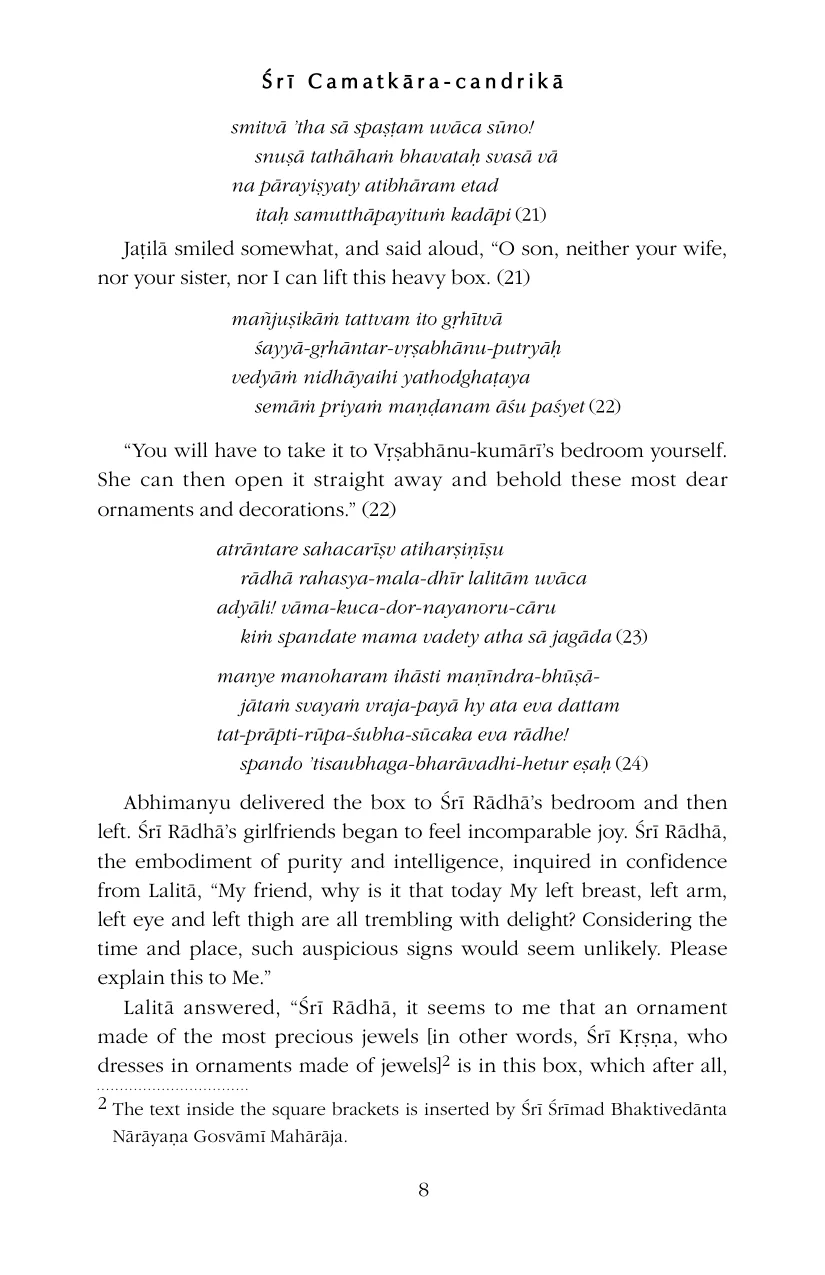 Śrī Camatkāra-candrikā
smitvā ’tha sā spaṣṭam uvāca sūno!
snuṣā tathāhaṁ bhavataḥ svasā vā
na pārayiṣyaty atibhāram etad
itaḥ samutthāpayituṁ kadāpi (21)
Jaṭilā smiled somewhat, and said aloud, “O son, neither your wife,
nor your sister, nor I can lift this heavy box. (21)
mañjuṣikāṁ tattvam ito gṛhītvā
śayyā-gṛhāntar-vṛṣabhānu-putryāḥ
vedyāṁ nidhāyaihi yathodghaṭaya
semāṁ priyaṁ maṇḍanam āśu paśyet (22)
“You will have to take it to Vṛṣabhānu-kumārī’s bedroom yourself.
She can then open it straight away and behold these most dear
ornaments and decorations.” (22)
atrāntare sahacarīṣv atiharṣiṇīṣu
rādhā rahasya-mala-dhīr lalitām uvāca
adyāli! vāma-kuca-dor-nayanoru-cāru
kiṁ spandate mama vadety atha sā jagāda (23)
manye manoharam ihāsti maṇīndra-bhūṣā-
jātaṁ svayaṁ vraja-payā hy ata eva dattam
tat-prāpti-rūpa-śubha-sūcaka eva rādhe!
spando ’tisaubhaga-bharāvadhi-hetur eṣaḥ (24)
Abhimanyu delivered the box to Śrī Rādhā’s bedroom and then
left. Śrī Rādhā’s girlfriends began to feel incomparable joy. Śrī Rādhā,
the embodiment of purity and intelligence, inquired in confidence
from Lalitā, “My friend, why is it that today My left breast, left arm,
left eye and left thigh are all trembling with delight? Considering the
time and place, such auspicious signs would seem unlikely. Please
explain this to Me.”
Lalitā answered, “Śrī Rādhā, it seems to me that an ornament
made of the most precious jewels [in other words, Śrī Kṛṣṇa, who
dresses in ornaments made of jewels]2 is in this box, which after all,
2 The text inside the square brackets is inserted by Śrī Śrīmad Bhaktivedānta
Nārāyaṇa Gosvāmī Mahārāja.
8